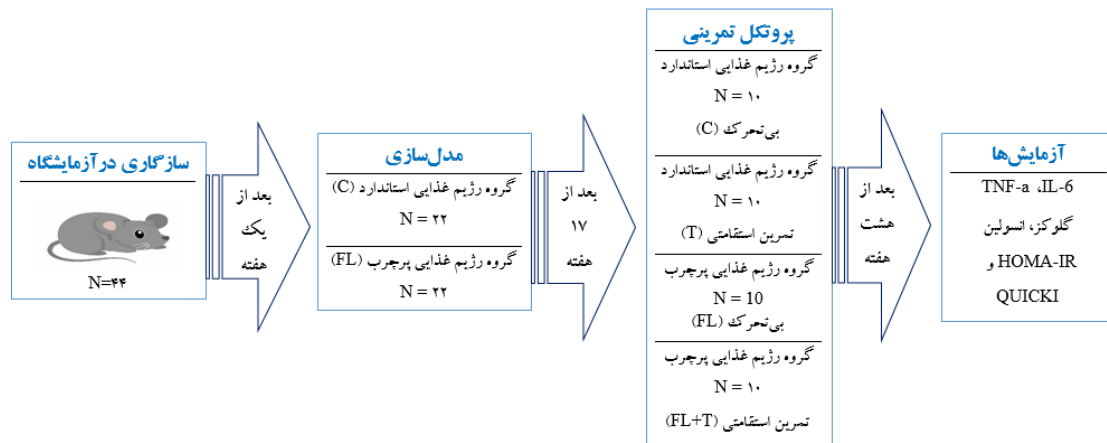 سازگاری درآزمایشگاه
N=۴۴
بعد از
یک
هفته
مدل‌سازی
گروه رژیم غذایی استاندارد (C)
N = ۲۲
گروه رژیم غذایی پرچرب (FL)
N = ۲۲
بعد از
۱۷
هفته
پروتکل تمرینی
گروه رژیم غذایی استاندارد
N = ۱۰
بی‌تحرک (C)
گروه رژیم غذایی استاندارد
N = ۱۰
تمرین استقامتی (T)
گروه رژیم غذایی پرچرب
N = 10
بی‌تحرک (FL)
گروه رژیم غذایی پرچرب
N = ۱۰
تمرین استقامتی (FL+T)
بعد از
هشت
هفته
آزمایش‌ها
TNF-a ،IL-6
گلوکز، انسولین
HOMA-IR و
QUICKI